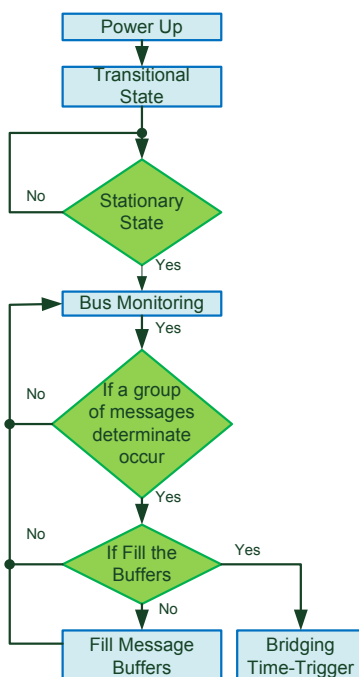 Power Up
Transitional
State
No
Stationary
State
Yes
Bus Monitoring
Yes
No
If a group
of messages
determinate
occur
Yes
No
If Fill the
Buffers
Yes
No
Fill Message
Buffers
Bridging
Time-Trigger